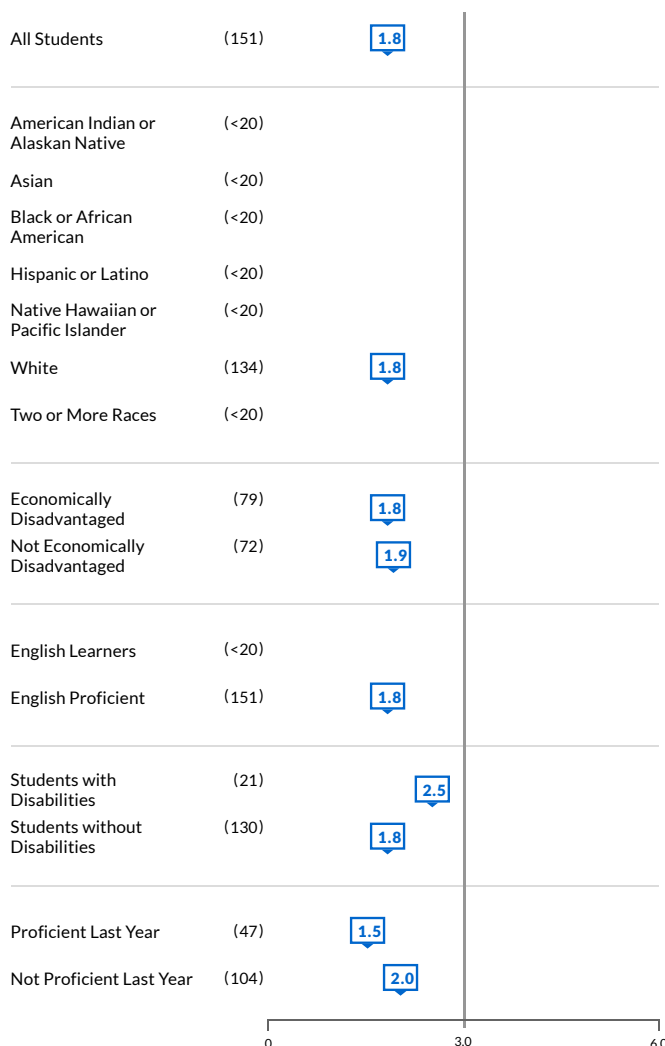 All Students (151) 1.8
American Indian or (<20)
Alaskan Native
Asian (<20)
Black or African (<20)
American
Hispanic or Latino (<20)
Native Hawaiian or (<20)
Pacific Islander
White (134) 1.8
Two or More Races (<20)
Economically (79) 1.8
Disadvantaged
Not Economically (72) 1.9
Disadvantaged
English Learners (<20)
English Proficient (151) 1.8
Students with (21) 2.5
Disabilities
Students without (130) 1.8
Disabilities
Proficient Last Year (47) 1.5
Not Proficient Last Year (104) 2.0
0 3.0 6.0